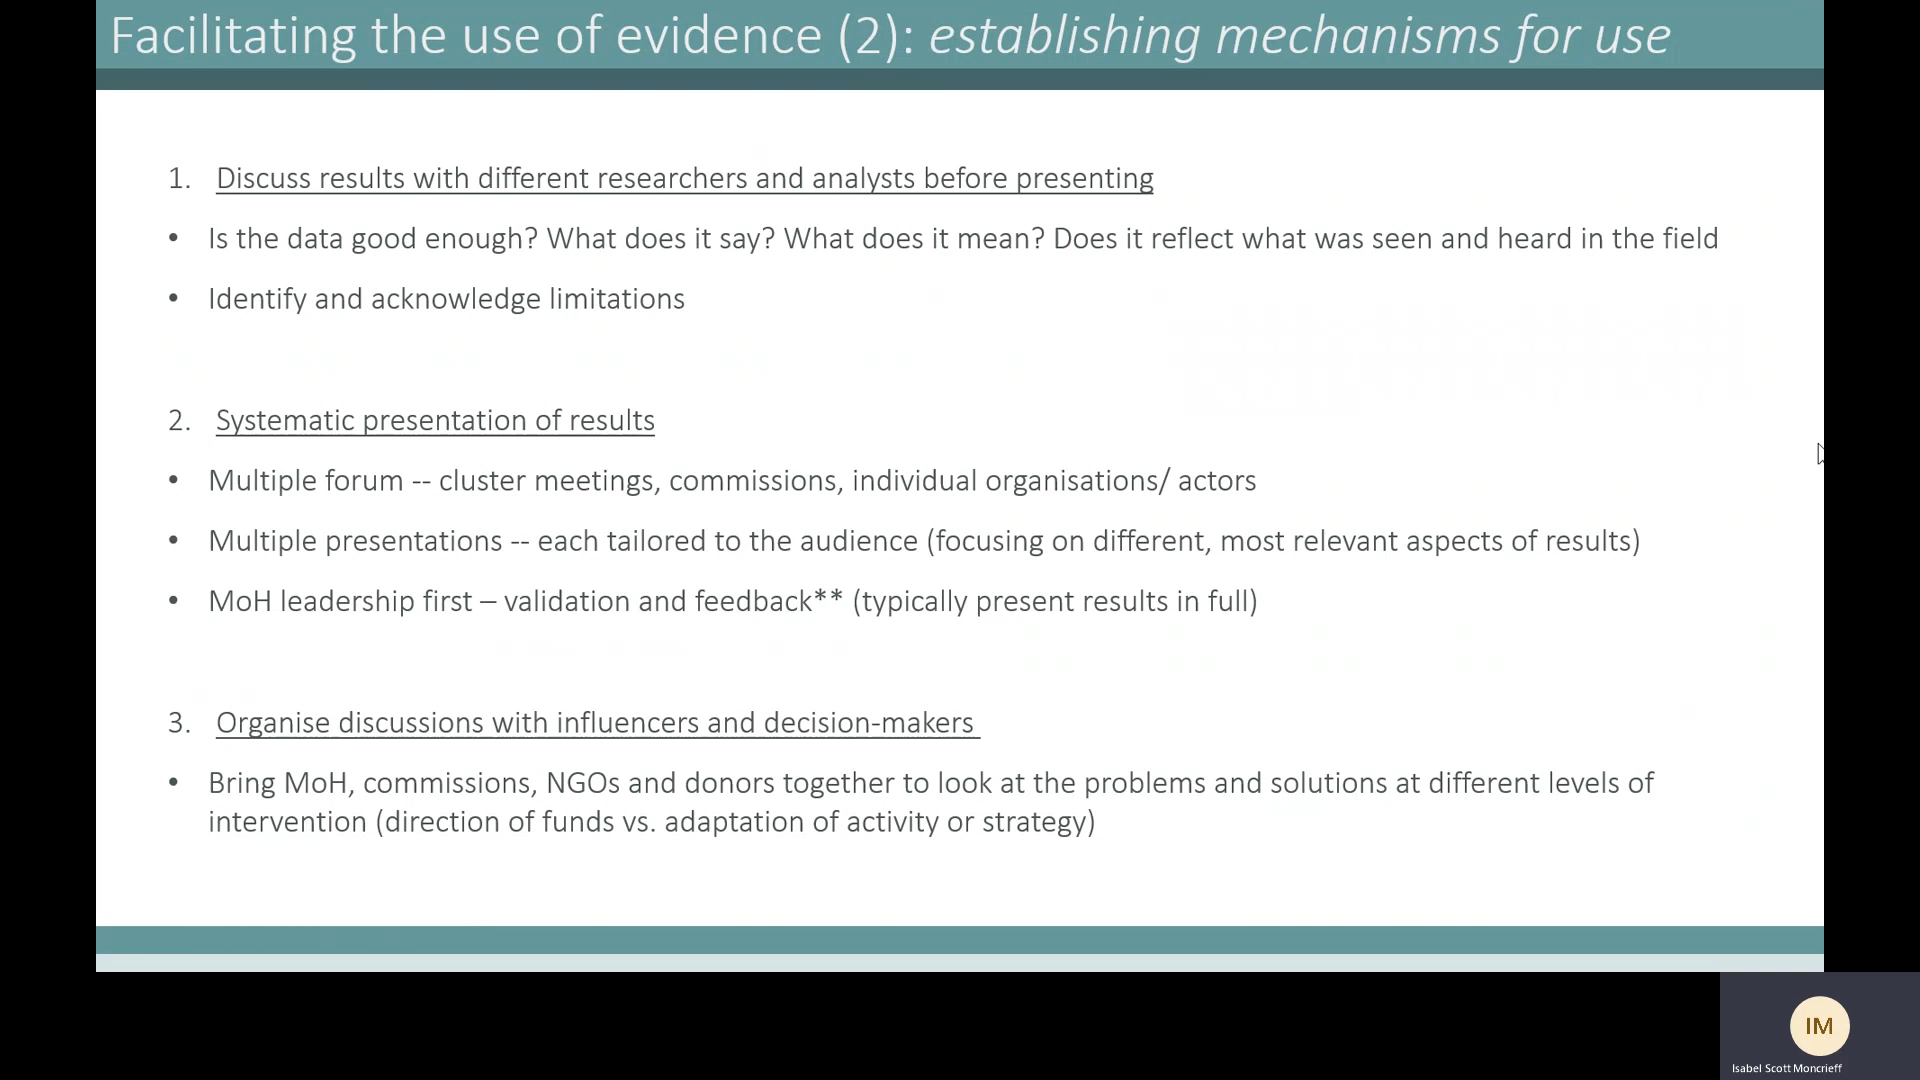 Facilitating the use of evidence (2): establishing mechanisms for use
1. Discuss results with different researchers and analysts before presenting
• Is the data good enough? What does it say? What does it mean? Does it reflect what was seen and heard in the field
• Identify and acknowledge limitations
2. Systematic presentation of results
• Multiple forum -- cluster meetings, commissions, individual organisations/ actors
• Multiple presentations -- each tailored to the audience (focusing on different, most relevant aspects of results)
• MoH leadership first – validation and feedback** (typically present results in full)
3. Organise discussions with influencers and decision-makers
• Bring MoH, commissions, NGOs and donors together to look at the problems and solutions at different levels of
intervention (direction of funds vs. adaptation of activity or strategy)
IM
Isabel Scott Moncrieff